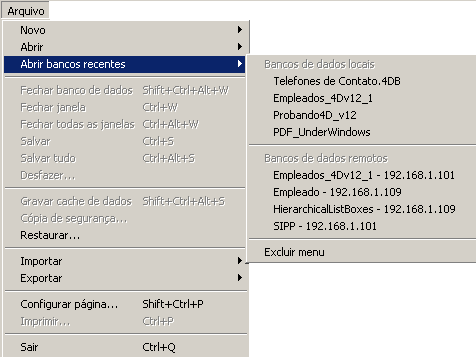 Arquivo
Novo
Abrir
Abrir bancos recentes
Fechar banco de dados Shift+Ctrl+Alt+W
Fechar janela Ctrl+W
Fechar todas as janelas Ctrl+Alt+W
Salvar Ctrl+S
Salvar tudo Ctrl+Alt+S
Desfazer...
Gravar cache de dados Shift+Ctrl+Alt+S
Cópia de segurança...
Restaurar...
Importar
Exportar
Configurar página... Shift+Ctrl+P
Imprimir... Ctrl+P
Sair Ctrl+Q
Bancos de dados locais
Telefones de Contato.4DB
Empleados_4Dv12_1
Probando4D_v12
PDF_UnderWindows
Bancos de dados remotos
Empleados_4Dv12_1 - 192.168.1.101
Empleado - 192.168.1.109
HierarchicalListBoxes - 192.168.1.109
SIPP - 192.168.1.101
Excluir menu